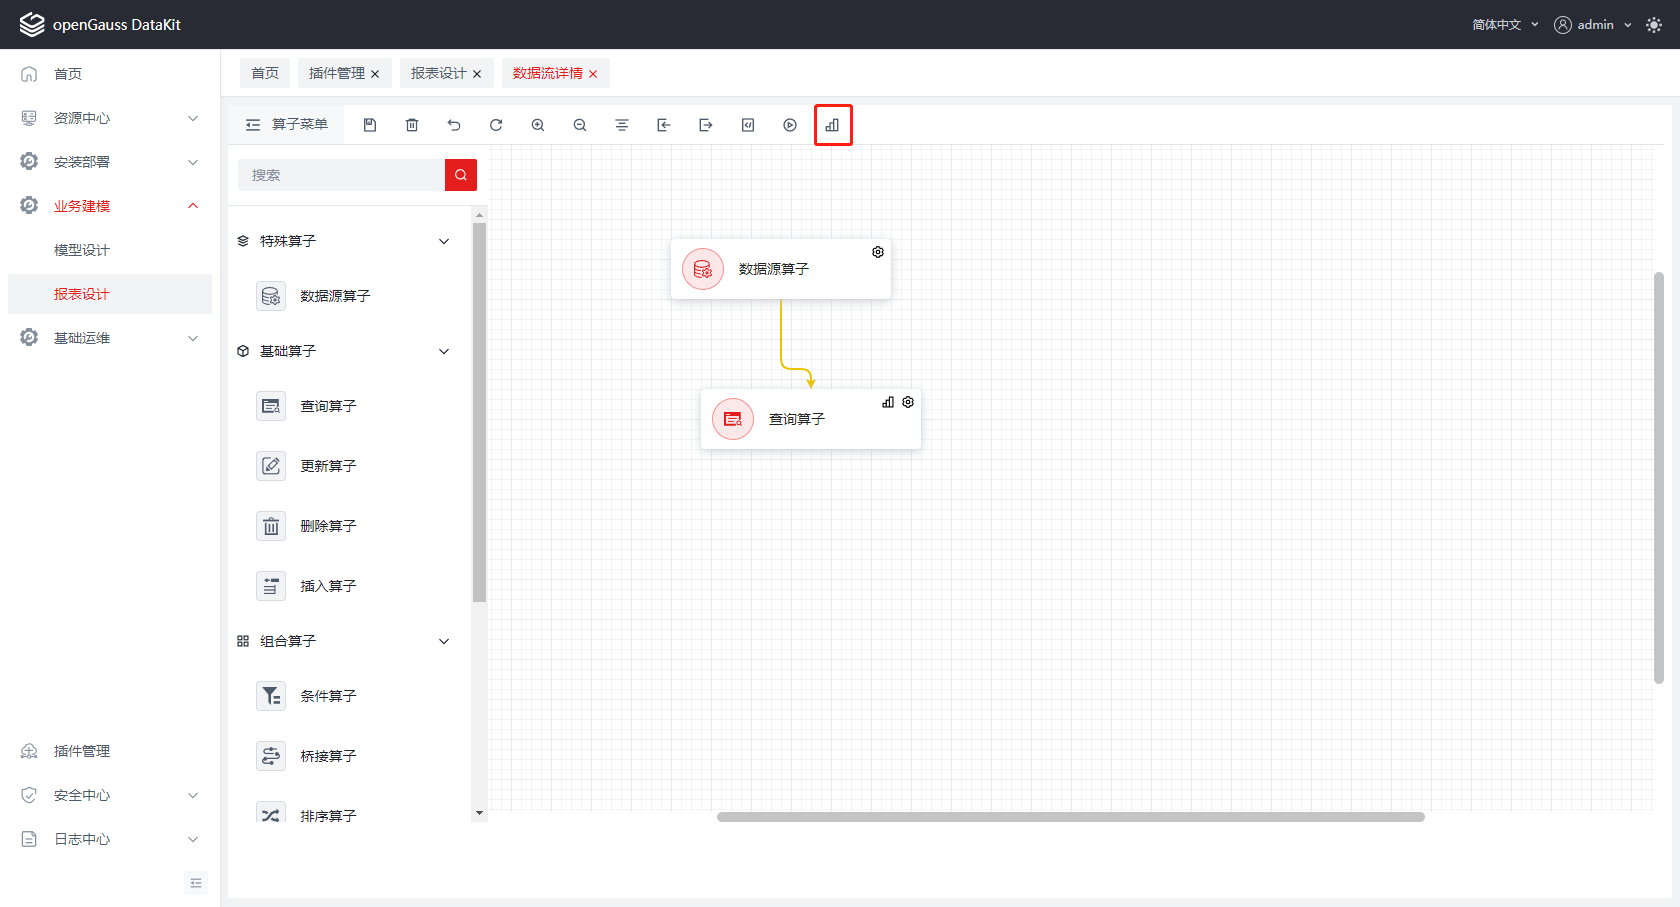 openGauss DataKit
简体中文
admin
首页
资源中心
安装部署
业务建模
模型设计
报表设计
基础运维
插件管理
安全中心
日志中心
首页
插件管理
报表设计
数据流详情
算子菜单
搜索
特殊算子
数据源算子
基础算子
查询算子
更新算子
删除算子
插入算子
组合算子
条件算子
桥接算子
排序算子
数据源算子
查询算子